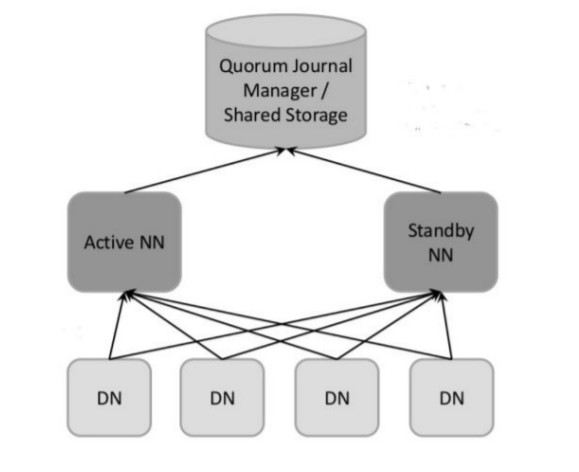 Quorum Journal
Manager /
Shared Storage
Active NN
Standby
NN
DN
DN
DN
DN